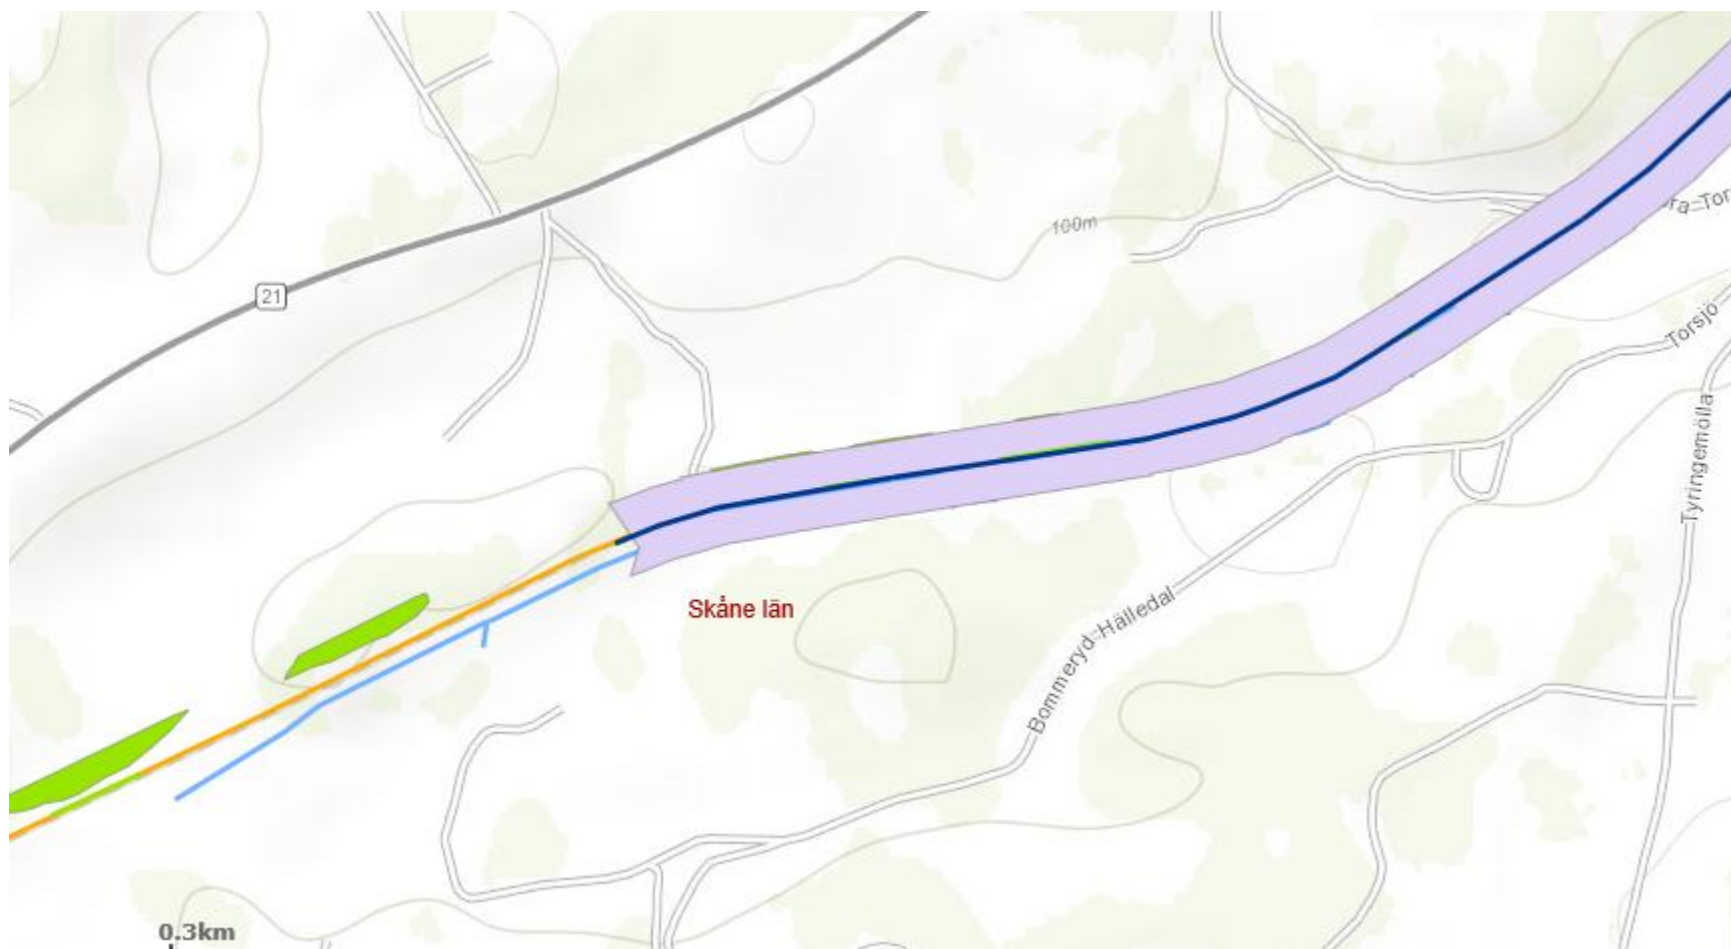 100m
21
Torsjö
Tyringemölla
Skåne län
Bommeryd-Hälledal
0.3km